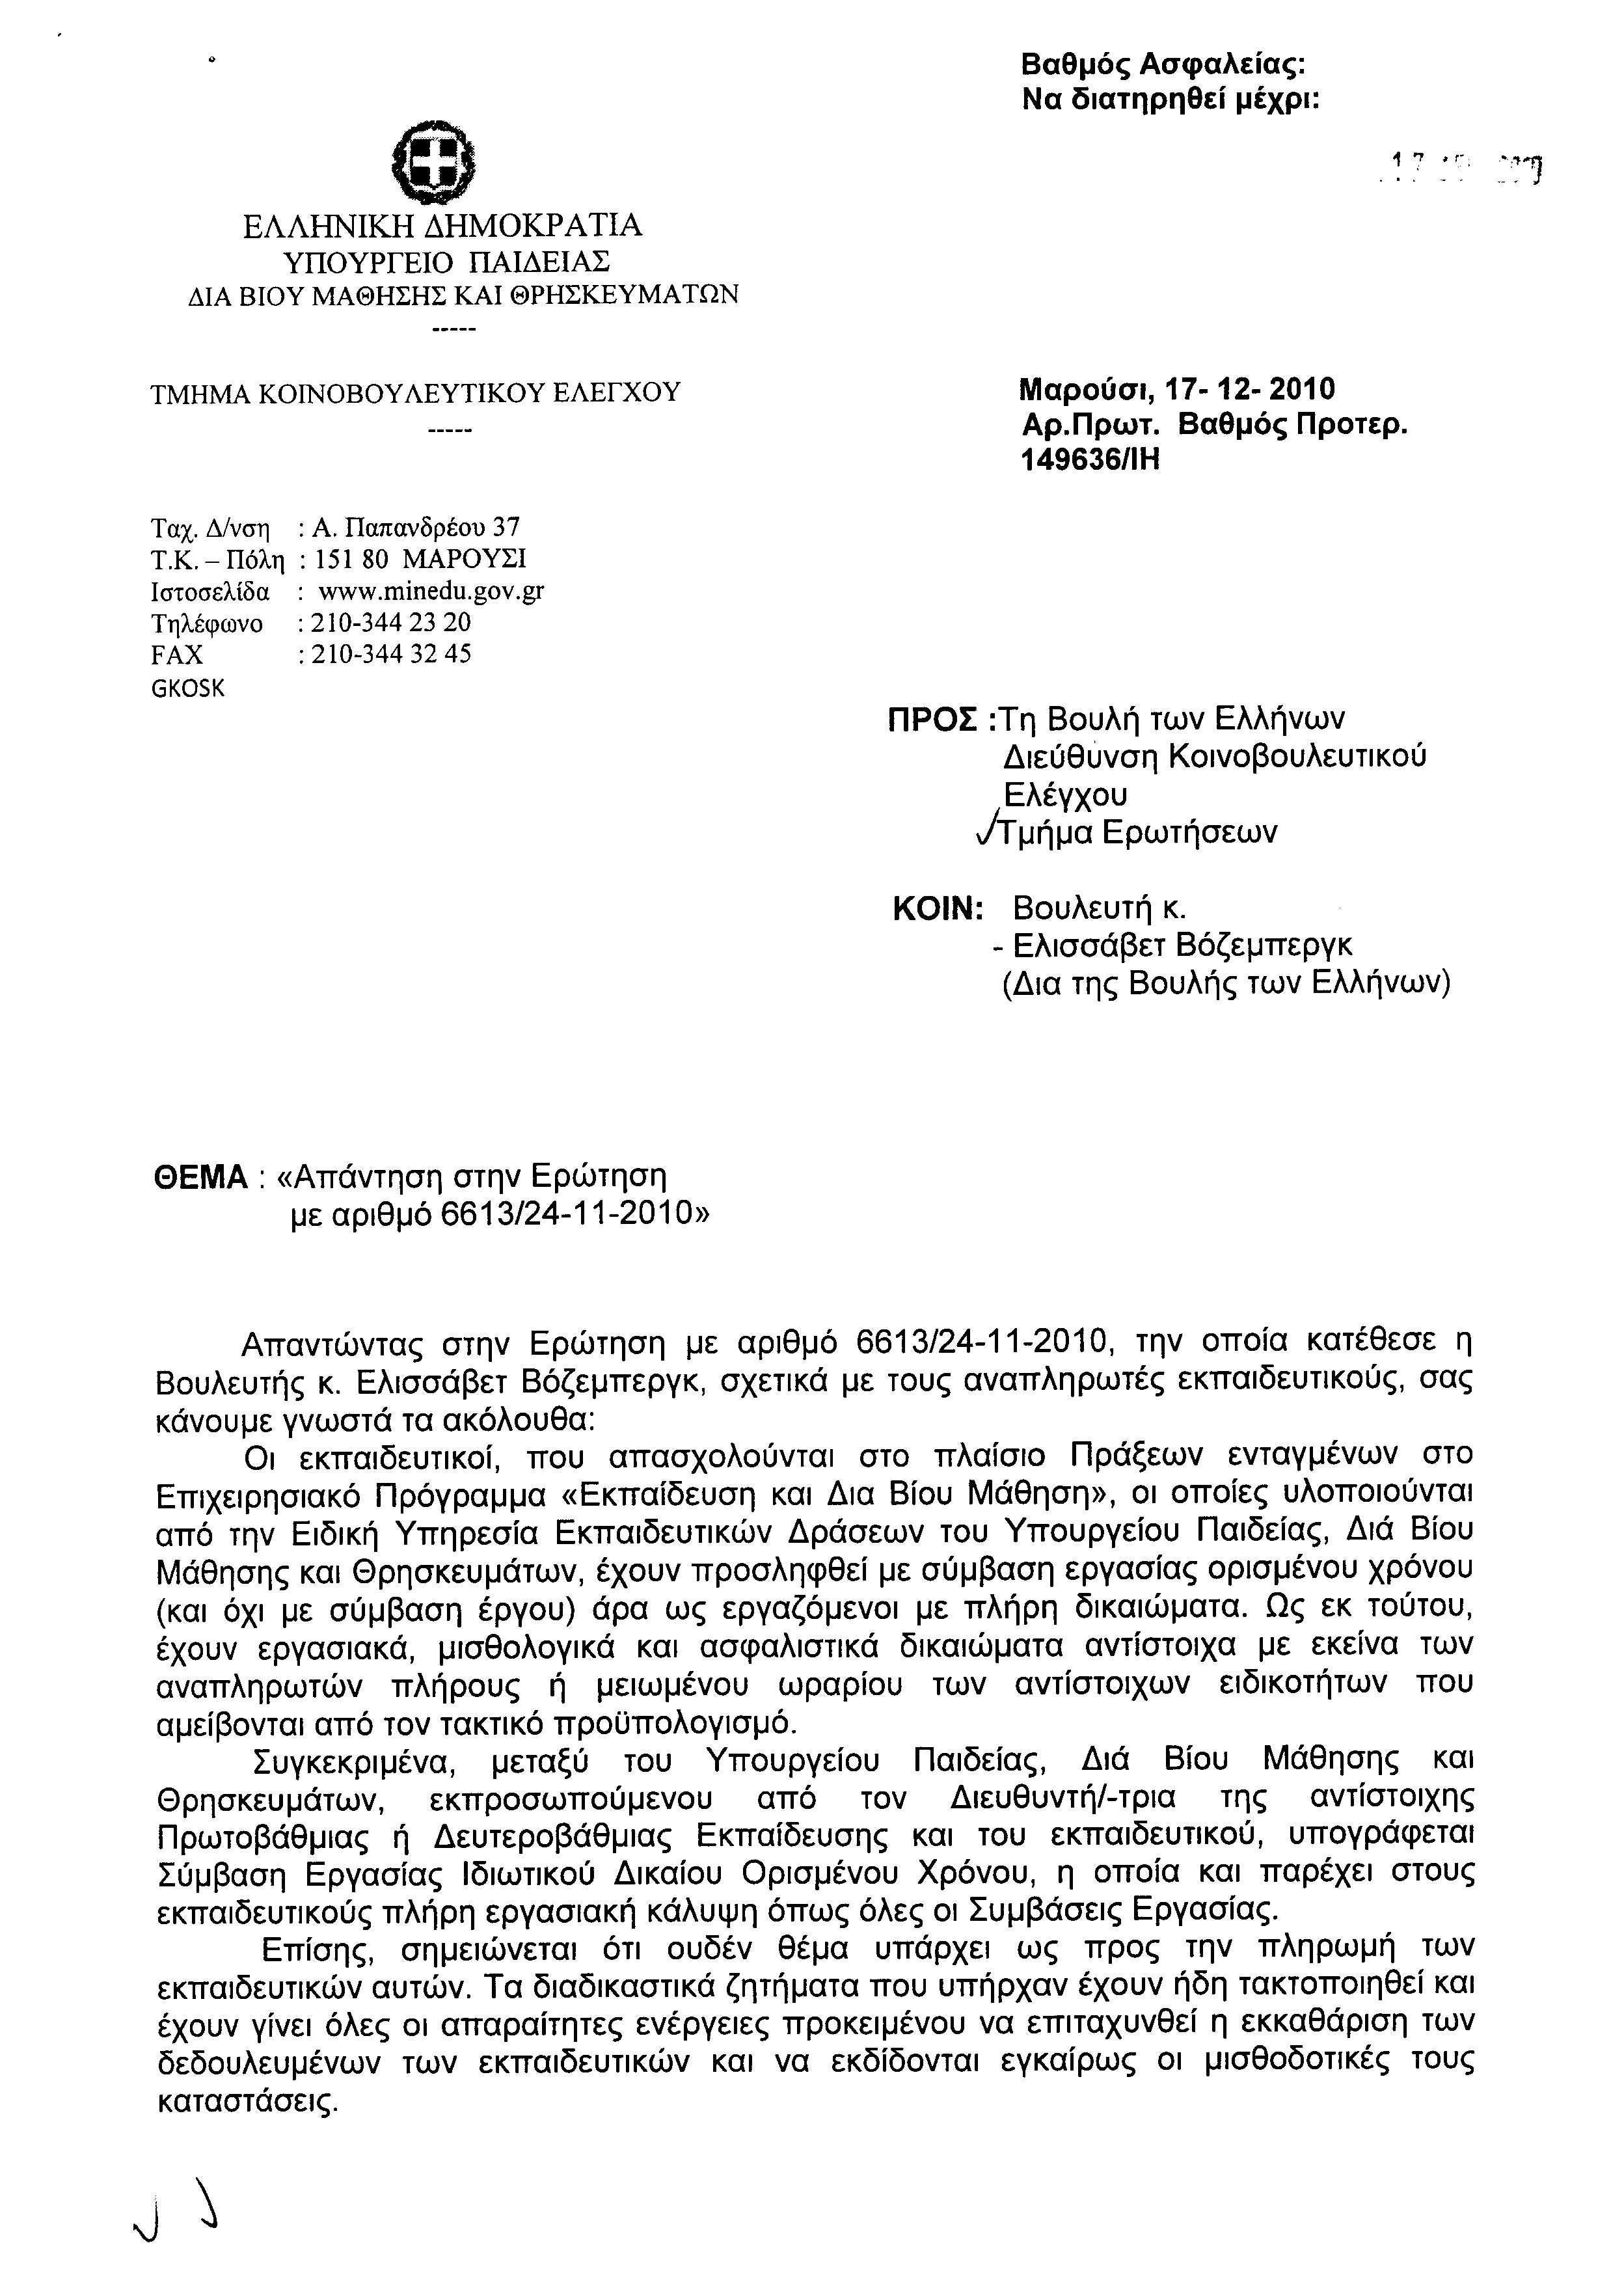 Βαθμός Ασφαλείας:
Να διατηρηθεί μέχρι:
ΕΛΛΗΝΙΚΗ ΔΗΜΟΚΡΑΤΙΑ
ΥΠΟΥΡΓΕΙΟ ΠΑΙΔΕΙΑΣ
ΔΙΑ ΒΙΟΥ ΜΑΘΗΣΗΣ ΚΑΙ ΘΡΗΣΚΕΥΜΑΤΩΝ
-----
ΤΜΗΜΑ ΚΟΙΝΟΒΟΥΛΕΥΤΙΚΟΥ ΕΛΕΓΧΟΥ
-----
Μαρούσι, 17- 12- 2010
Αρ.Πρωτ. Βαθμός Προτερ.
149636/ΙΗ
Ταχ. Δ/νση : Α. Παπανδρέου 37
Τ.Κ. – Πόλη : 151 80 ΜΑΡΟΥΣΙ
Ιστοσελίδα : www.minedu.gov.gr
Τηλέφωνο : 210-344 23 20
FAX : 210-344 32 45
GKOSK
ΠΡΟΣ :Τη Βουλή των Ελλήνων
Διεύθυνση Κοινοβουλευτικού
Ελέγχου
Τμήμα Ερωτήσεων
ΚΟΙΝ: Βουλευτή κ.
- Ελισσάβετ Βόζεμπεργκ
(Δια της Βουλής των Ελλήνων)
ΘΕΜΑ : «Απάντηση στην Ερώτηση
με αριθμό 6613/24-11-2010»
Απαντώντας στην Ερώτηση με αριθμό 6613/24-11-2010, την οποία κατέθεσε η
Βουλευτής κ. Ελισσάβετ Βόζεμπεργκ, σχετικά με τους αναπληρωτές εκπαιδευτικούς, σας
κάνουμε γνωστά τα ακόλουθα:
Οι εκπαιδευτικοί, που απασχολούνται στο πλαίσιο Πράξεων ενταγμένων στο
Επιχειρησιακό Πρόγραμμα «Εκπαίδευση και Δια Βίου Μάθηση», οι οποίες υλοποιούνται
από την Ειδική Υπηρεσία Εκπαιδευτικών Δράσεων του Υπουργείου Παιδείας, Διά Βίου
Μάθησης και Θρησκευμάτων, έχουν προσληφθεί με σύμβαση εργασίας ορισμένου χρόνου
(και όχι με σύμβαση έργου) άρα ως εργαζόμενοι με πλήρη δικαιώματα. Ως εκ τούτου,
έχουν εργασιακά, μισθολογικά και ασφαλιστικά δικαιώματα αντίστοιχα με εκείνα των
αναπληρωτών πλήρους ή μειωμένου ωραρίου των αντίστοιχων ειδικοτήτων που
αμείβονται από τον τακτικό προϋπολογισμό.
Συγκεκριμένα, μεταξύ του Υπουργείου Παιδείας, Διά Βίου Μάθησης και
Θρησκευμάτων, εκπροσωπούμενου από τον Διευθυντή/-τρια της αντίστοιχης
Πρωτοβάθμιας ή Δευτεροβάθμιας Εκπαίδευσης και του εκπαιδευτικού, υπογράφεται
Σύμβαση Εργασίας Ιδιωτικού Δικαίου Ορισμένου Χρόνου, η οποία και παρέχει στους
εκπαιδευτικούς πλήρη εργασιακή κάλυψη όπως όλες οι Συμβάσεις Εργασίας.
Επίσης, σημειώνεται ότι ουδέν θέμα υπάρχει ως προς την πληρωμή των
εκπαιδευτικών αυτών. Τα διαδικαστικά ζητήματα που υπήρχαν έχουν ήδη τακτοποιηθεί και
έχουν γίνει όλες οι απαραίτητες ενέργειες προκειμένου να επιταχυνθεί η εκκαθάριση των
δεδουλευμένων των εκπαιδευτικών και να εκδίδονται εγκαίρως οι μισθοδοτικές τους
καταστάσεις.